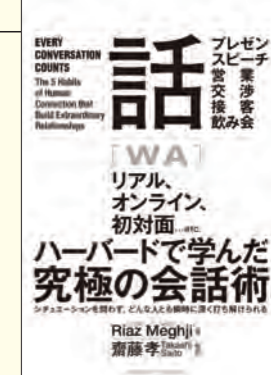 EVERY
CONVERSATION
COUNTS
The 5 Habits
of Human
Connection that
Build Extraordinary
Relationships
話
プレゼン
スピーチ
営業
交渉
接客
飲み会
[WA]
リアル、
オンライン、
初対面...etc.
ハーバードで学んだ
究極の会話術
シチュエーションを問わず、どんな人とも瞬時に深く打ち解けられる
Riaz Meghji
齋藤孝 Takashi Saito